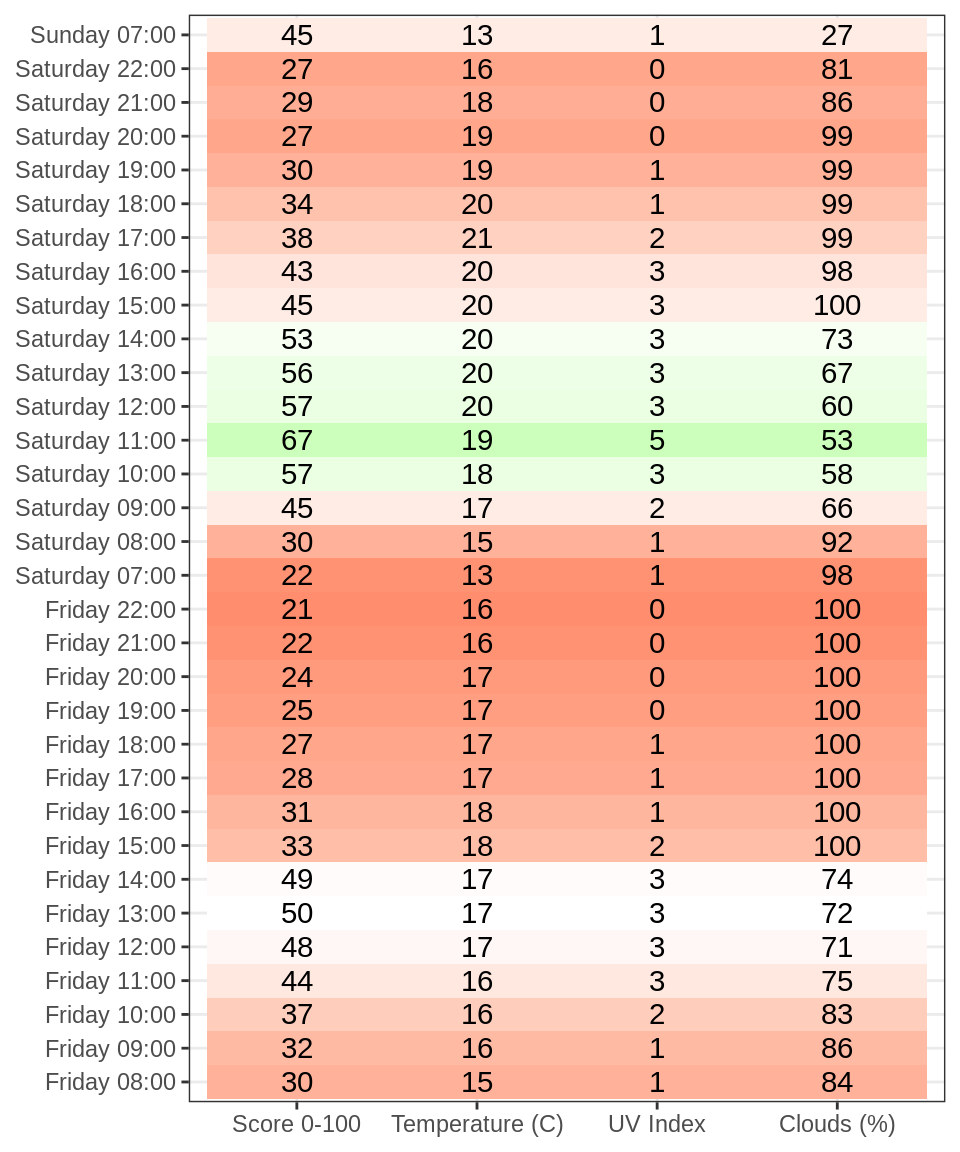 Sunday 07:00 45 13 1 27
Saturday 22:00 27 16 0 81
Saturday 21:00 29 18 0 86
Saturday 20:00 27 19 0 99
Saturday 19:00 30 19 1 99
Saturday 18:00 34 20 1 99
Saturday 17:00 38 21 2 99
Saturday 16:00 43 20 3 98
Saturday 15:00 45 20 3 100
Saturday 14:00 53 20 3 73
Saturday 13:00 56 20 3 67
Saturday 12:00 57 20 3 60
Saturday 11:00 67 19 5 53
Saturday 10:00 57 18 3 58
Saturday 09:00 45 17 2 66
Saturday 08:00 30 15 1 92
Saturday 07:00 22 13 1 98
Friday 22:00 21 16 0 100
Friday 21:00 22 16 0 100
Friday 20:00 24 17 0 100
Friday 19:00 25 17 0 100
Friday 18:00 27 17 1 100
Friday 17:00 28 17 1 100
Friday 16:00 31 18 1 100
Friday 15:00 33 18 2 100
Friday 14:00 49 17 3 74
Friday 13:00 50 17 3 72
Friday 12:00 48 17 3 71
Friday 11:00 44 16 3 75
Friday 10:00 37 16 2 83
Friday 09:00 32 16 1 86
Friday 08:00 30 15 1 84
Score 0-100 Temperature (C) UV Index Clouds (%)